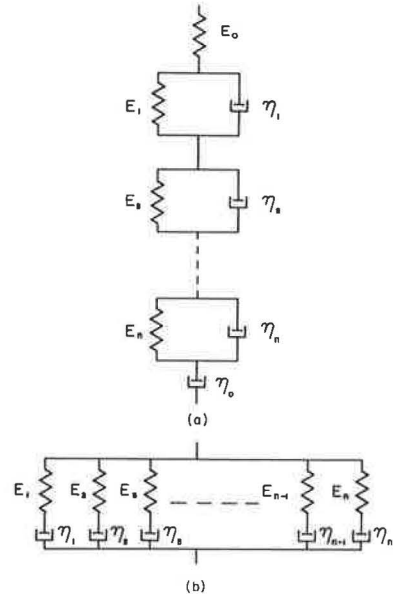 E₀
E₁ η₁
E₂ η₂
Eₙ ηₙ
η₀
(a)
E₁ E₂ E₃ Eₙ₋₁ Eₙ
η₁ η₂ η₃ ηₙ₋₁ ηₙ
(b)